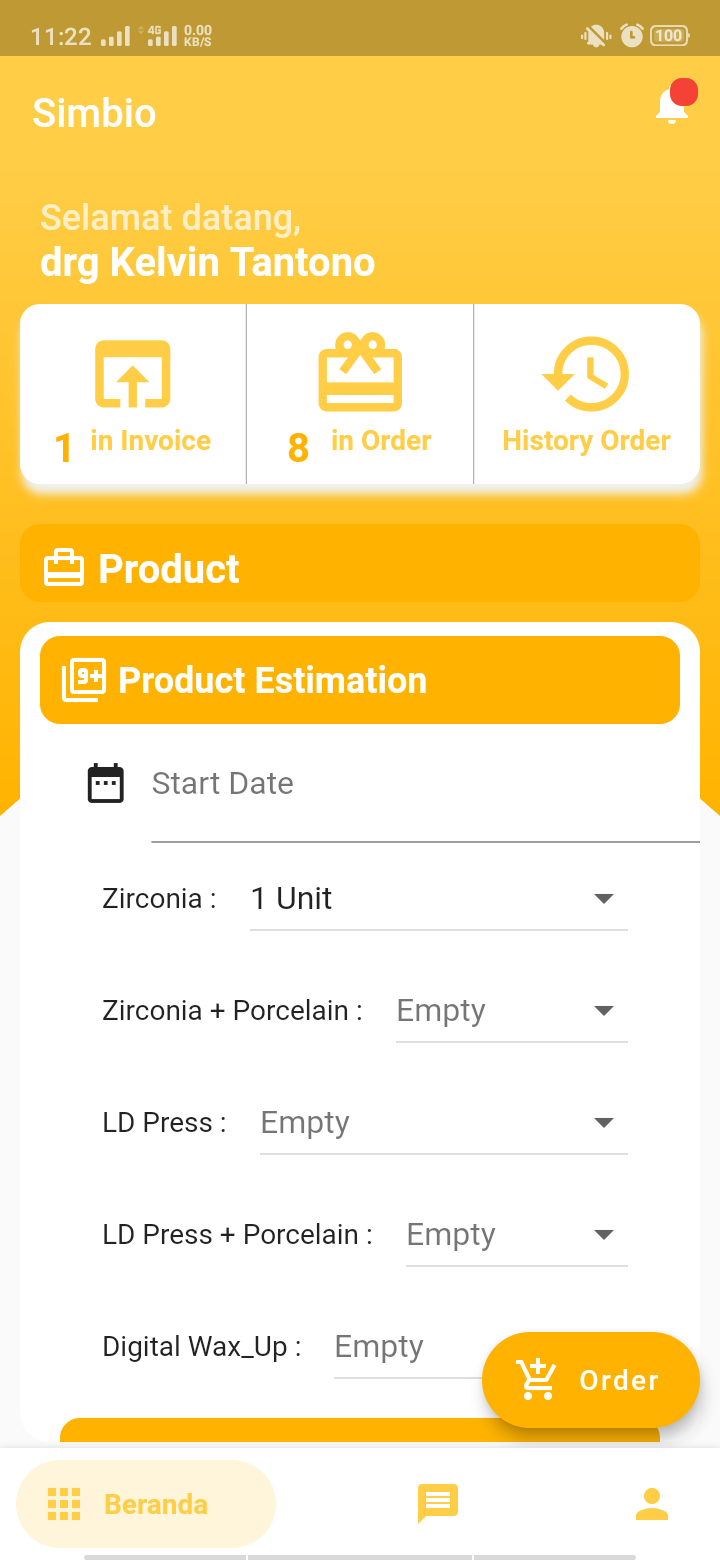 11:22 4G 0.00 KB/S 100
Simbio
Selamat datang,
drg Kelvin Tantono
1 in Invoice 8 in Order History Order
Product
9+ Product Estimation
Start Date
Zirconia : 1 Unit
Zirconia + Porcelain : Empty
LD Press : Empty
LD Press + Porcelain : Empty
Digital Wax_Up : Empty
Order
Beranda